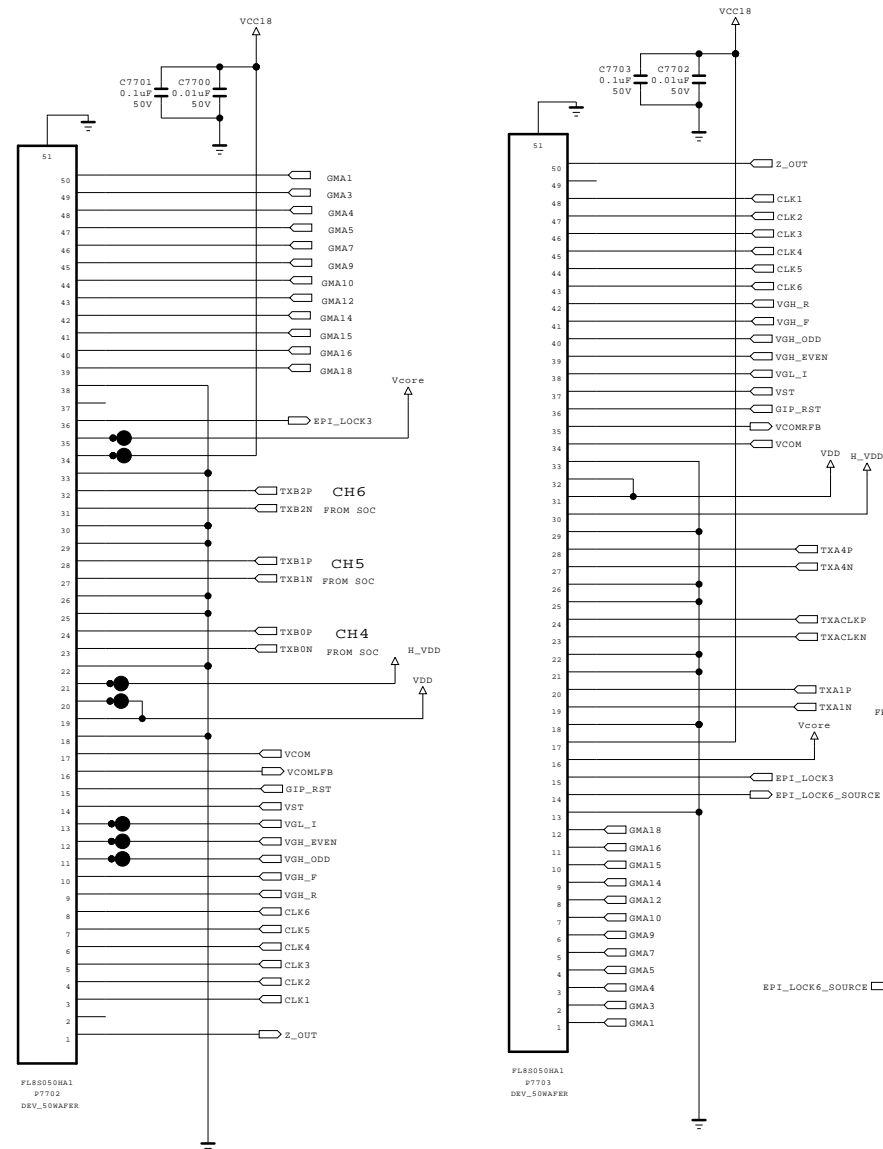 VCC18
C7701 C7700
0.1uF 0.01uF
50V 50V
51
50 GMA1
49 GMA3
48 GMA4
47 GMA5
46 GMA7
45 GMA9
44 GMA10
43 GMA12
42 GMA14
41 GMA15
40 GMA16
39 GMA18
38 Vcore
37
36 EPI_LOCK3
35
34
33
32 TXB2P CH6
31 TXB2N FROM SOC
30
29
28 TXB1P CH5
27 TXB1N FROM SOC
26
25
24 TXB0P CH4
23 TXB0N FROM SOC H_VDD
22
21 VDD
20
19
18
17 VCOM
16 VCOMLFB
15 GIP_RST
14 VST
13 VGL_I
12 VGH_EVEN
11 VGH_ODD
10 VGH_F
9 VGH_R
8 CLK6
7 CLK5
6 CLK4
5 CLK3
4 CLK2
3 CLK1
2
1 Z_OUT
FL8S050HA1
P7702
DEV_50WAFER
VCC18
C7703 C7702
0.1uF 0.01uF
50V 50V
51
50 Z_OUT
49
48 CLK1
47 CLK2
46 CLK3
45 CLK4
44 CLK5
43 CLK6
42 VGH_R
41 VGH_F
40 VGH_ODD
39 VGH_EVEN
38 VGL_I
37 VST
36 GIP_RST
35 VCOMRFB
34 VCOM
33 VDD H_VDD
32
31
30
29
28 TXA4P
27 TXA4N
26
25
24 TXACLKP
23 TXACLKN
22
21
20 TXA1P
19 TXA1N
18 Vcore
17
16
15 EPI_LOCK3
14 EPI_LOCK6_SOURCE
13
12 GMA18
11 GMA16
10 GMA15
9 GMA14
8 GMA12
7 GMA10
6 GMA9
5 GMA7
4 GMA5
3 GMA4 EPI_LOCK6_SOURCE
2 GMA3
1 GMA1
FL8S050HA1
P7703
DEV_50WAFER